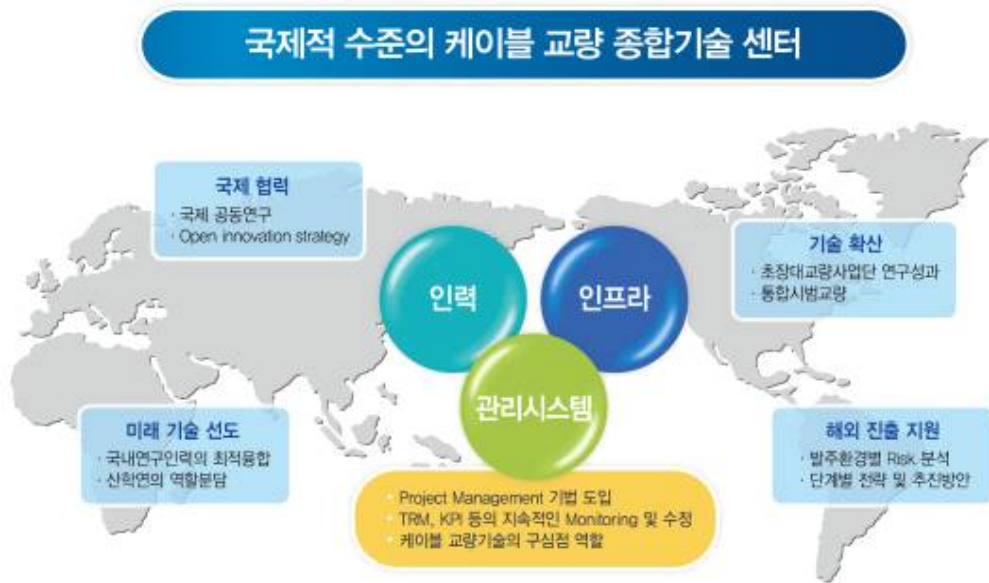 국제적 수준의 케이블 교량 종합기술 센터
국제 협력
· 국제 공동연구
· Open innovation strategy
기술 확산
· 초장대교량사업단 연구성과
· 통합시범교량
인력
인프라
관리시스템
미래 기술 선도
· 국내연구인력의 최적융합
· 산학연의 역할분담
해외 진출 지원
· 발주환경별 Risk 분석
· 단계별 전략 및 추진방안
· Project Management 기법 도입
· TRM, KPI 등의 지속적인 Monitoring 및 수정
· 케이블 교량기술의 구심점 역할